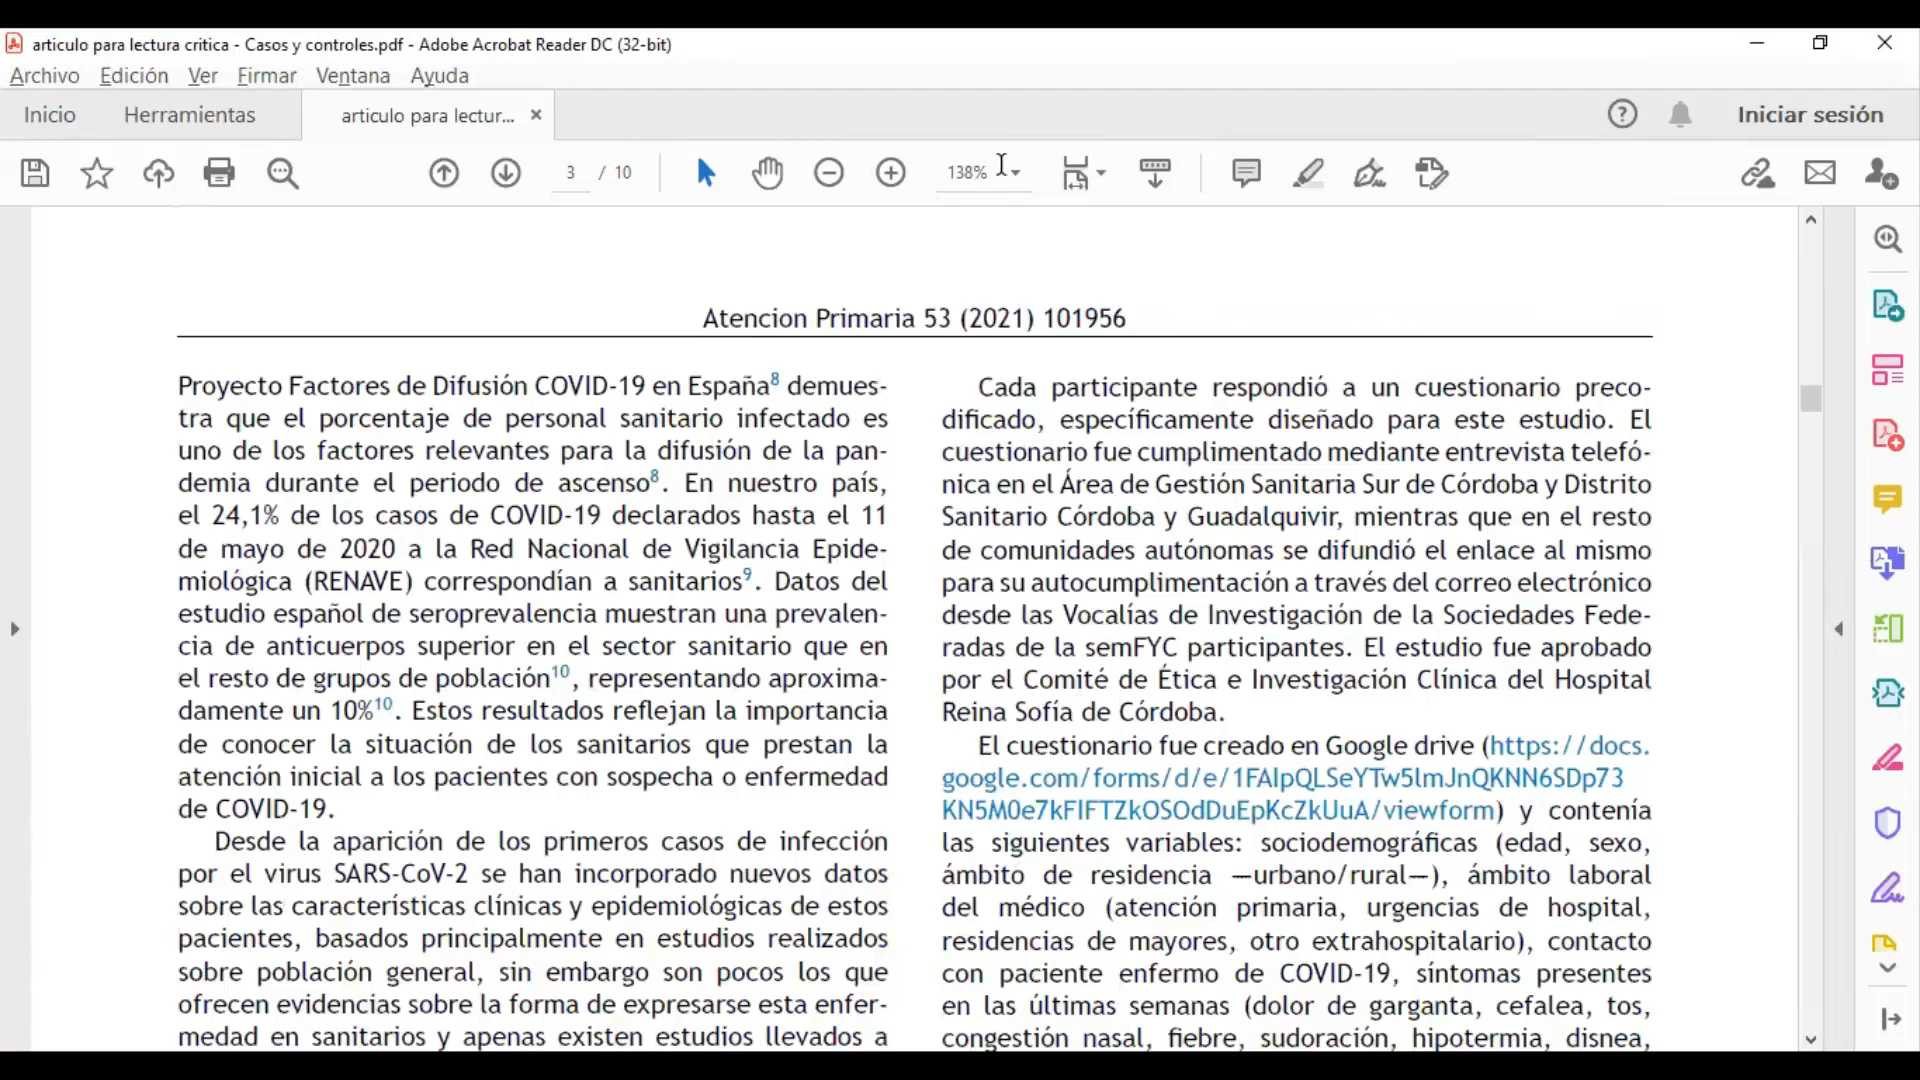 articulo para lectura critica - Casos y controles.pdf - Adobe Acrobat Reader DC (32-bit)
Archivo Edición Ver Firmar Ventana Ayuda
Inicio Herramientas articulo para lectur... Iniciar sesión
3 / 10 138%
Atencion Primaria 53 (2021) 101956
Proyecto Factores de Difusión COVID-19 en España8 demues-
tra que el porcentaje de personal sanitario infectado es
uno de los factores relevantes para la difusión de la pan-
demia durante el periodo de ascenso8. En nuestro país,
el 24,1% de los casos de COVID-19 declarados hasta el 11
de mayo de 2020 a la Red Nacional de Vigilancia Epide-
miológica (RENAVE) correspondían a sanitarios9. Datos del
estudio español de seroprevalencia muestran una prevalen-
cia de anticuerpos superior en el sector sanitario que en
el resto de grupos de población10, representando aproxima-
damente un 10%10. Estos resultados reflejan la importancia
de conocer la situación de los sanitarios que prestan la
atención inicial a los pacientes con sospecha o enfermedad
de COVID-19.
Desde la aparición de los primeros casos de infección
por el virus SARS-CoV-2 se han incorporado nuevos datos
sobre las características clínicas y epidemiológicas de estos
pacientes, basados principalmente en estudios realizados
sobre población general, sin embargo son pocos los que
ofrecen evidencias sobre la forma de expresarse esta enfer-
medad en sanitarios y apenas existen estudios llevados a
Cada participante respondió a un cuestionario preco-
dificado, específicamente diseñado para este estudio. El
cuestionario fue cumplimentado mediante entrevista telefó-
nica en el Área de Gestión Sanitaria Sur de Córdoba y Distrito
Sanitario Córdoba y Guadalquivir, mientras que en el resto
de comunidades autónomas se difundió el enlace al mismo
para su autocumplimentación a través del correo electrónico
desde las Vocalías de Investigación de la Sociedades Fede-
radas de la semFYC participantes. El estudio fue aprobado
por el Comité de Ética e Investigación Clínica del Hospital
Reina Sofía de Córdoba.
El cuestionario fue creado en Google drive (https://docs.
google.com/forms/d/e/1FAIpQLSeYTw5lmJnQKNN6SDp73
KN5M0e7kFlFTZkOSOdDuEpKcZkUuA/viewform) y contenía
las siguientes variables: sociodemográficas (edad, sexo,
ámbito de residencia —urbano/rural—), ámbito laboral
del médico (atención primaria, urgencias de hospital,
residencias de mayores, otro extrahospitalario), contacto
con paciente enfermo de COVID-19, síntomas presentes
en las últimas semanas (dolor de garganta, cefalea, tos,
congestión nasal, fiebre, sudoración, hipotermia, disnea,